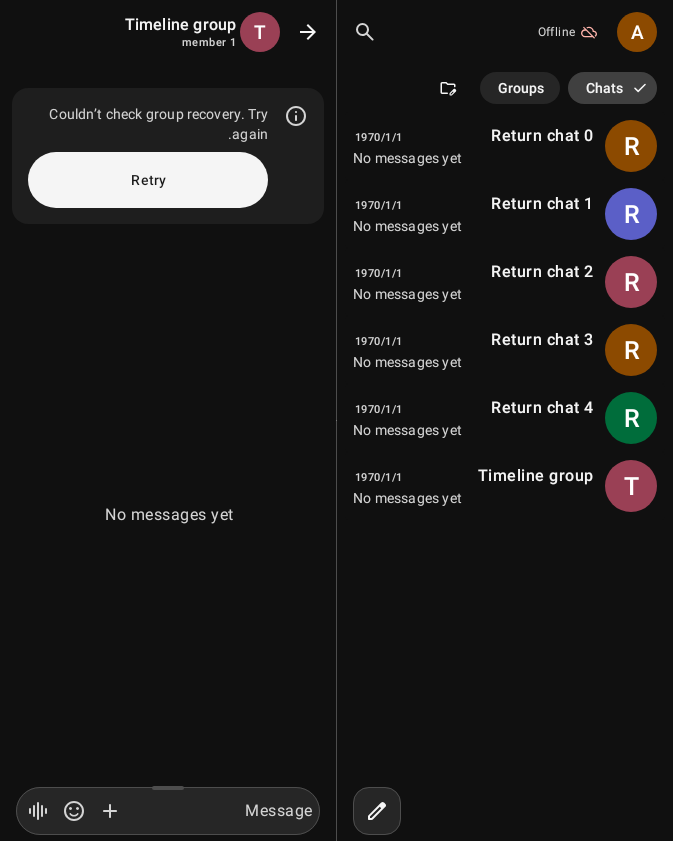 Timeline group
member 1
T
Couldn’t check group recovery. Try
.again
Retry
No messages yet
Message
Offline
A
Groups
Chats
Return chat 0
1970/1/1
No messages yet
R
Return chat 1
1970/1/1
No messages yet
R
Return chat 2
1970/1/1
No messages yet
R
Return chat 3
1970/1/1
No messages yet
R
Return chat 4
1970/1/1
No messages yet
R
Timeline group
1970/1/1
No messages yet
T